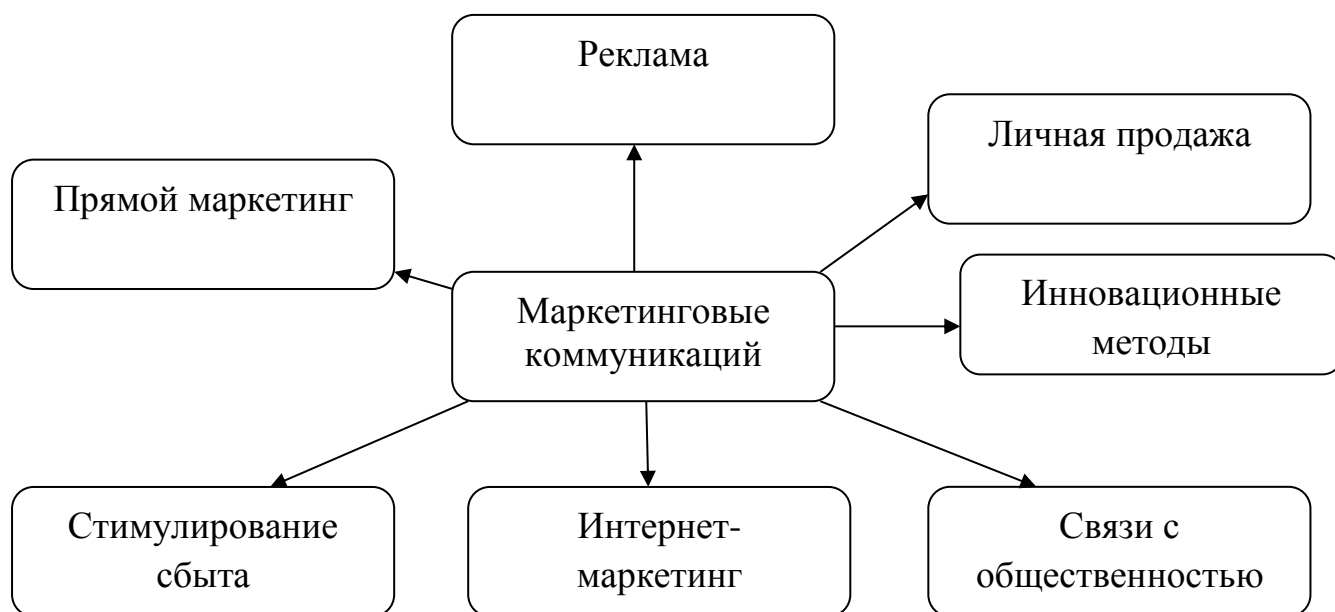 Реклама
Личная продажа
Прямой маркетинг
Инновационные
методы
Маркетинговые
коммуникаций
Стимулирование
сбыта
Интернет-
маркетинг
Связи с
общественностью